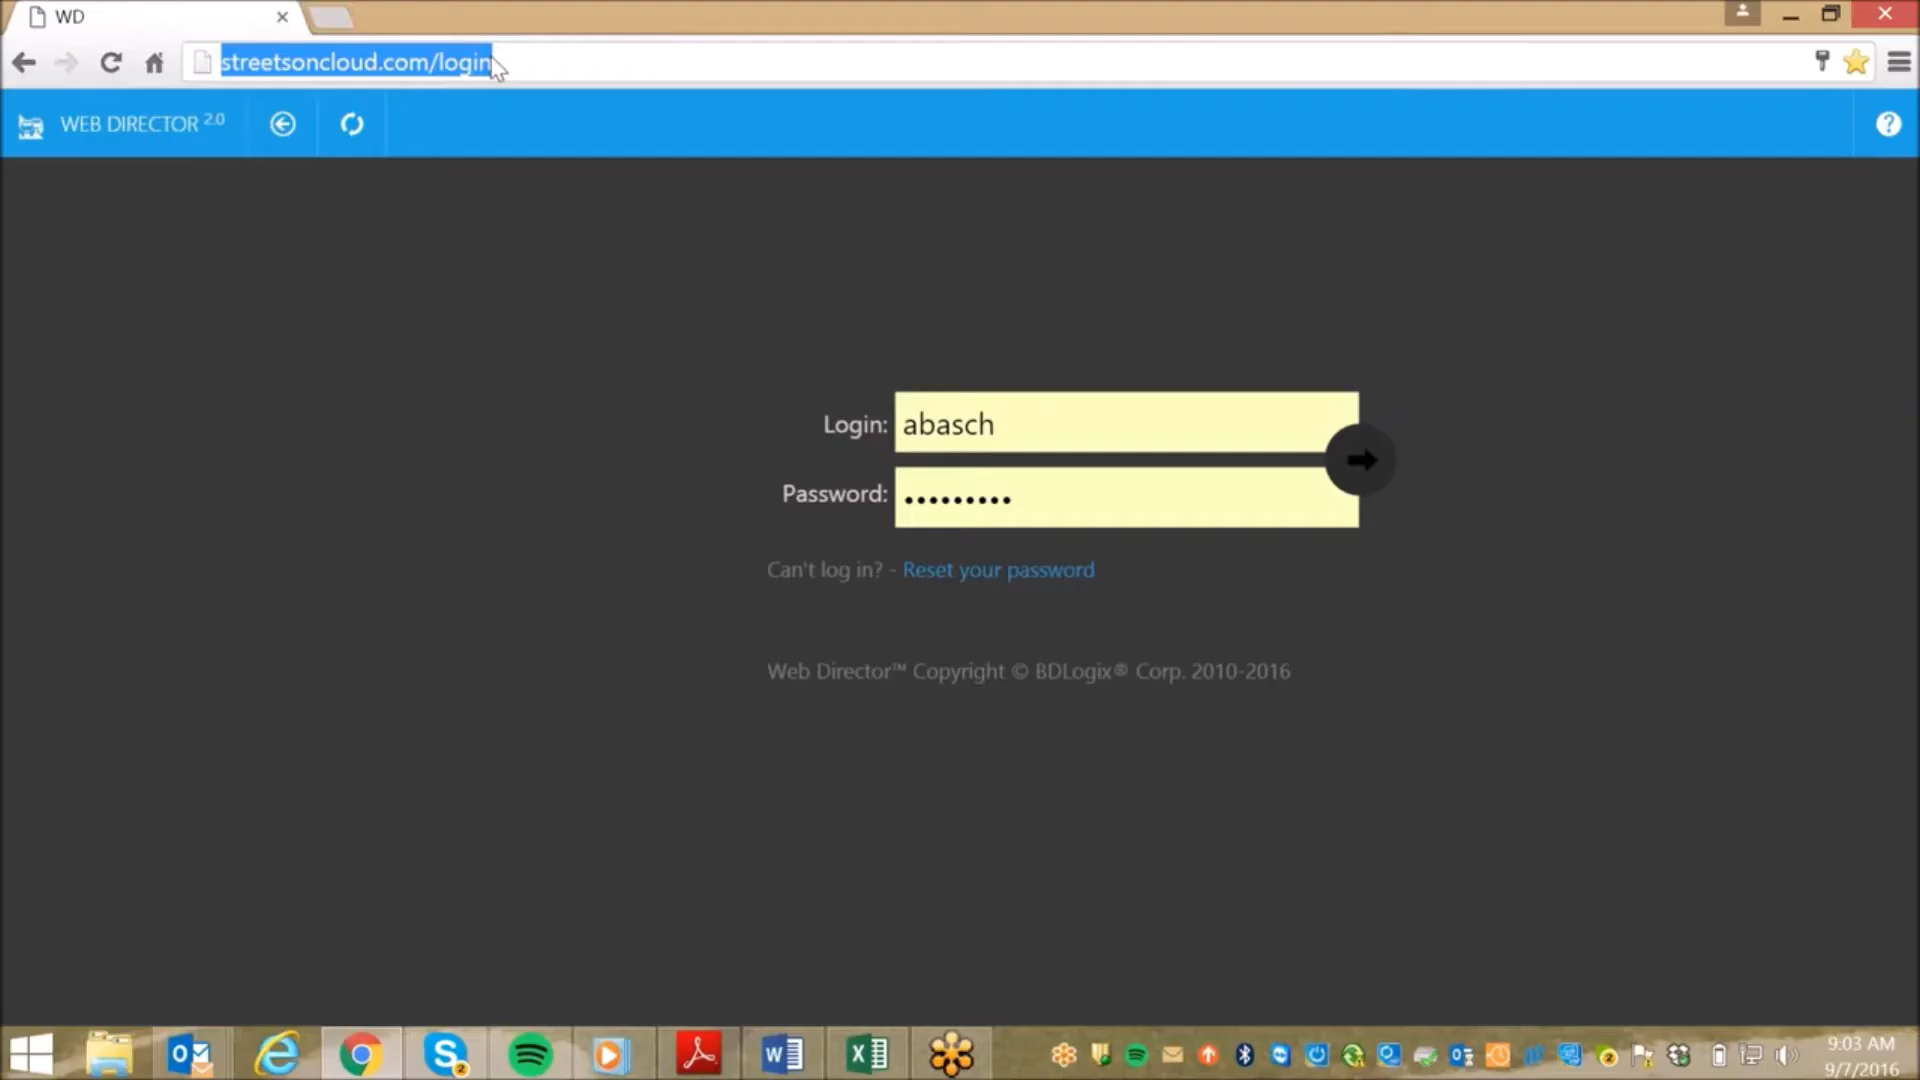 WD
streetsoncloud.com/login
WEB DIRECTOR 2.0
Login: abasch
Password: •••••••••
Can't log in? - Reset your password
Web Director™ Copyright © BDLogix® Corp. 2010-2016
9:03 AM
9/7/2016